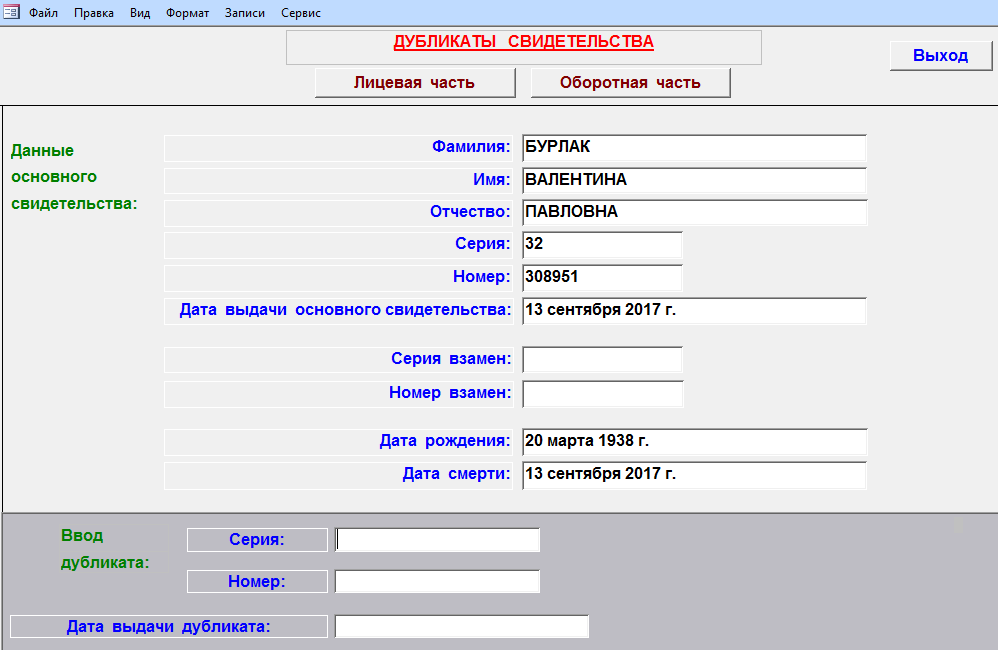 Файл Правка Вид Формат Записи Сервис
ДУБЛИКАТЫ СВИДЕТЕЛЬСТВА
Выход
Лицевая часть Оборотная часть
Данные
основного
свидетельства:
Фамилия: БУРЛАК
Имя: ВАЛЕНТИНА
Отчество: ПАВЛОВНА
Серия: 32
Номер: 308951
Дата выдачи основного свидетельства: 13 сентября 2017 г.
Серия взамен:
Номер взамен:
Дата рождения: 20 марта 1938 г.
Дата смерти: 13 сентября 2017 г.
Ввод
дубликата:
Серия:
Номер:
Дата выдачи дубликата: